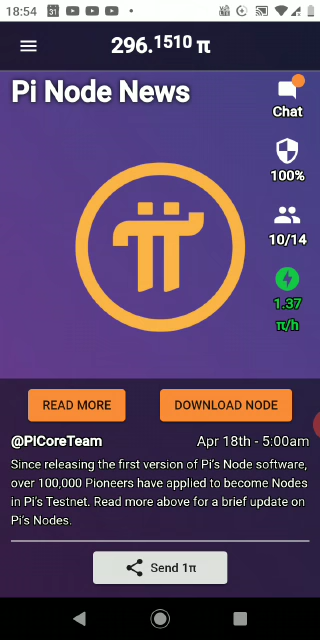 18:54
31
296.1510 π
Pi Node News
Chat
100%
10/14
1.37
π/h
READ MORE
DOWNLOAD NODE
@PiCoreTeam
Apr 18th - 5:00am
Since releasing the first version of Pi's Node software,
over 100,000 Pioneers have applied to become Nodes
in Pi's Testnet. Read more above for a brief update on
Pi's Nodes.
Send 1π